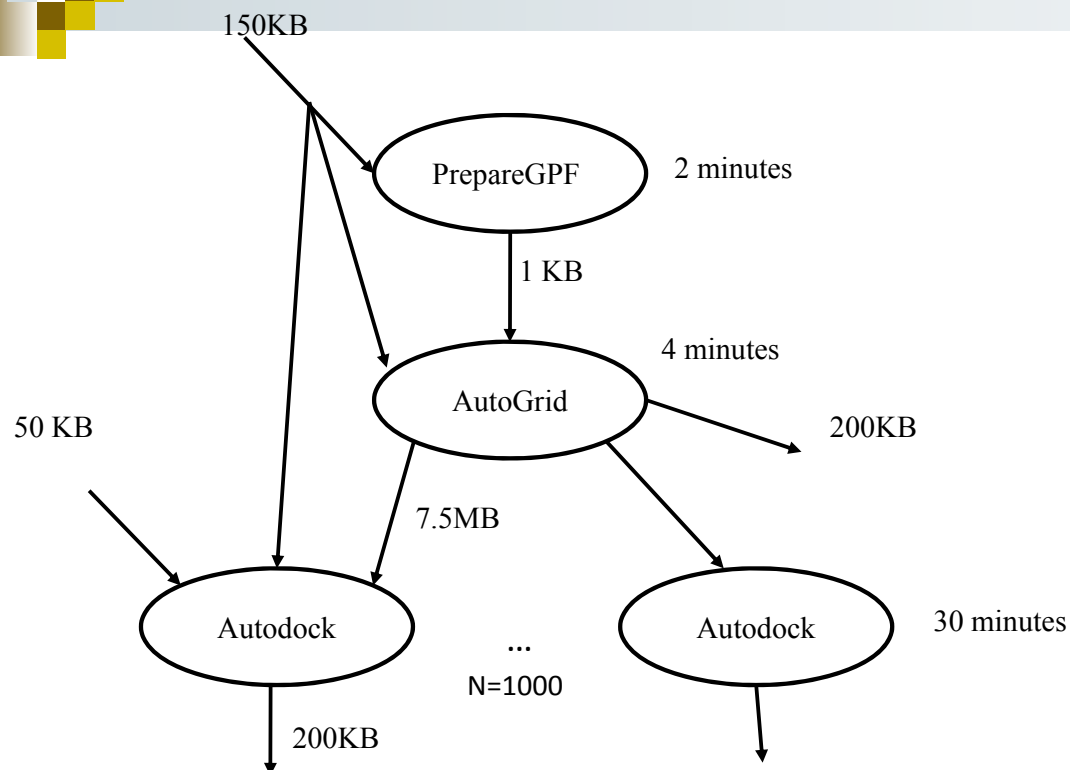 150KB
PrepareGPF
2 minutes
1 KB
4 minutes
AutoGrid
50 KB
200KB
7.5MB
Autodock
Autodock
30 minutes
...
N=1000
200KB